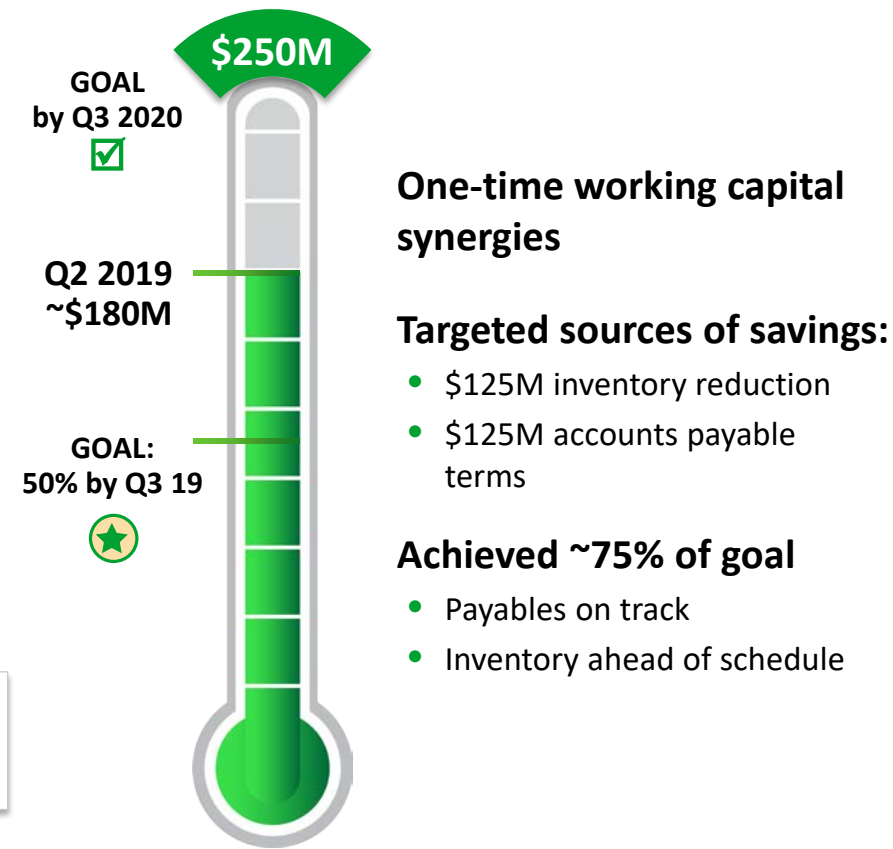 $250M
GOAL
by Q3 2020
Q2 2019
~$180M
GOAL:
50% by Q3 19
One-time working capital
synergies
Targeted sources of savings:
• $125M inventory reduction
• $125M accounts payable
terms
Achieved ~75% of goal
• Payables on track
• Inventory ahead of schedule